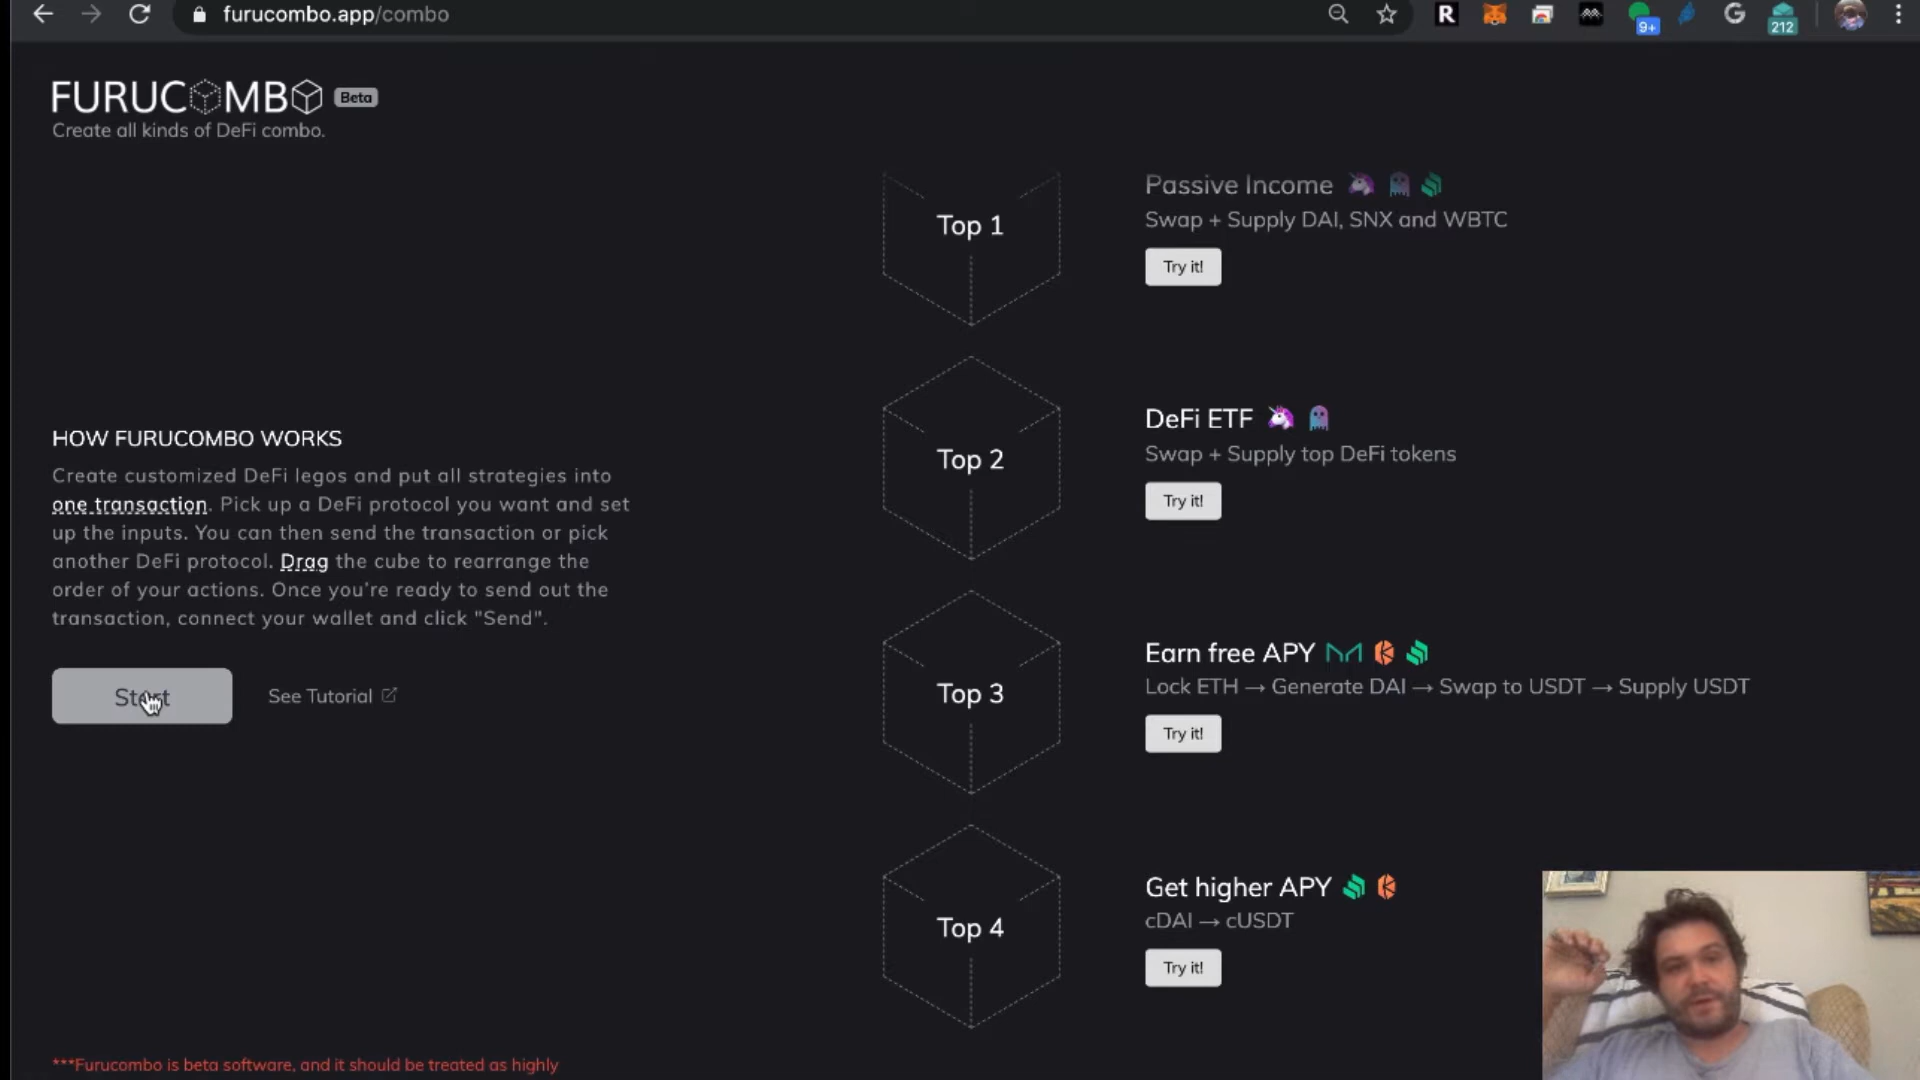 furucombo.app/combo
R
9+
G
212
FURUCOMBO Beta
Create all kinds of DeFi combo.
Top 1
Passive Income
Swap + Supply DAI, SNX and WBTC
Try it!
Top 2
DeFi ETF
Swap + Supply top DeFi tokens
Try it!
HOW FURUCOMBO WORKS
Create customized DeFi legos and put all strategies into
one transaction. Pick up a DeFi protocol you want and set
up the inputs. You can then send the transaction or pick
another DeFi protocol. Drag the cube to rearrange the
order of your actions. Once you're ready to send out the
transaction, connect your wallet and click "Send".
Start
See Tutorial
Top 3
Earn free APY
Lock ETH → Generate DAI → Swap to USDT → Supply USDT
Try it!
Top 4
Get higher APY
cDAI → cUSDT
Try it!
***Furucombo is beta software, and it should be treated as highly